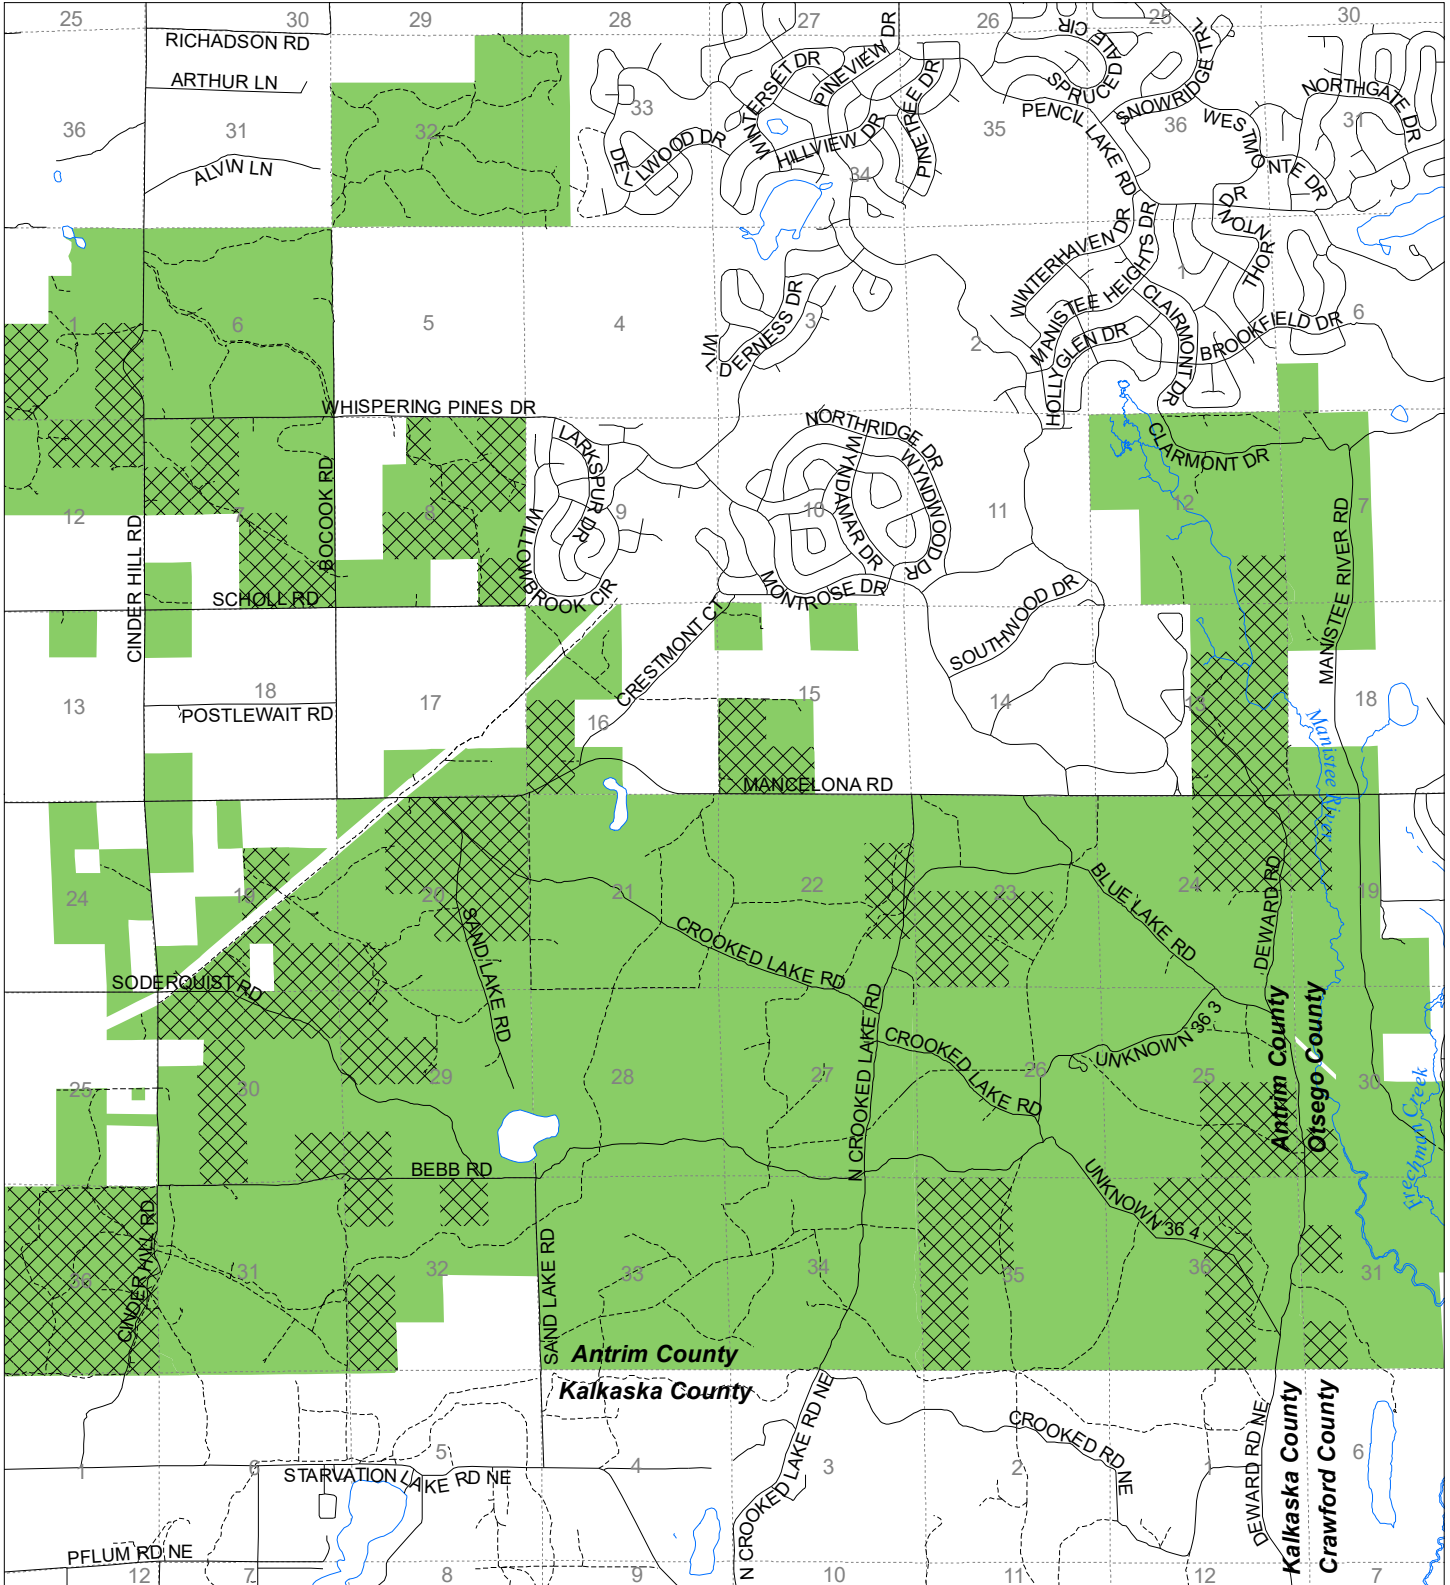 25
30
29
28
27
26
25
30
RICHADSON RD
ARTHUR LN
36
31
32
33
34
35
36
31
ALVIN LN
DELLWOOD DR
WINTERSET DR
PINEVIEW DR
HILLVIEW DR
PINETREE DR
SPRUCEDALE CIR
PENCIL LAKE RD
SNOWRIDGE TRL
WESTMONTE DR
NORTHGATE DR
THORNTON DR
WINTERHAVEN DR
MANISTEE HEIGHTS DR
HOLLYGLEN DR
CLAIRMONT DR
BROOKFIELD DR
WILDERNESS DR
1
6
5
4
3
2
1
6
WHISPERING PINES DR
LARKSPUR DR
WILLOWBROOK CIR
NORTHRIDGE DR
WYNDAMAR DR
WYNDWOOD DR
MONTROSE DR
CLARMONT DR
12
7
8
9
10
11
12
7
CINDER HILL RD
BOCOOK RD
SCHOLL RD
CRESTMONT CT
SOUTHWOOD DR
MANISTEE RIVER RD
13
18
17
16
15
14
13
18
POSTLEWAIT RD
MANCELONA RD
Manistee River
24
19
20
21
22
23
24
19
SAND LAKE RD
CROOKED LAKE RD
BLUE LAKE RD
DEWARD RD
SODERQUIST RD
N CROOKED LAKE RD
CROOKED LAKE RD
UNKNOWN 36 3
Antrim County
Otsego County
25
30
29
28
27
26
25
30
Frechmon Creek
BEBB RD
UNKNOWN 36 4
CINDER HILL RD
SAND LAKE RD
36
31
32
33
34
35
36
31
Antrim County
Kalkaska County
N CROOKED LAKE RD NE
CROOKED RD NE
DEWARD RD NE
Kalkaska County
Crawford County
1
6
5
4
3
2
1
6
STARVATION LAKE RD NE
PFLUM RD NE
12
7
8
9
10
11
12
7